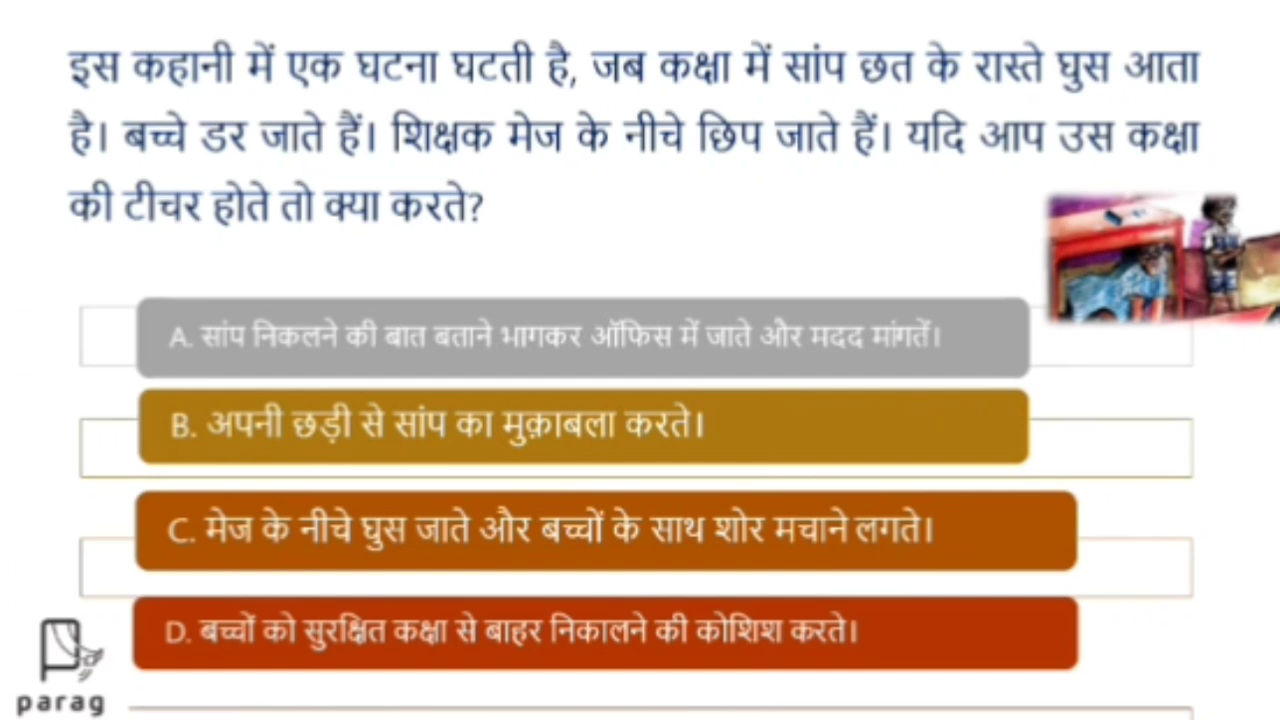 इस कहानी में एक घटना घटती है, जब कक्षा में सांप छत के रास्ते घुस आता
है। बच्चे डर जाते हैं। शिक्षक मेज के नीचे छिप जाते हैं। यदि आप उस कक्षा
की टीचर होते तो क्या करते?
A. सांप निकलने की बात बताने भागकर ऑफिस में जाते और मदद मांगतें।
B. अपनी छड़ी से सांप का मुक़ाबला करते।
C. मेज के नीचे घुस जाते और बच्चों के साथ शोर मचाने लगते।
D. बच्चों को सुरक्षित कक्षा से बाहर निकालने की कोशिश करते।
parag